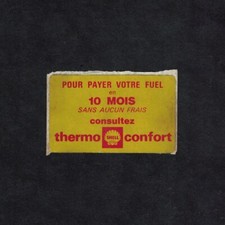 POUR PAYER VOTRE FUEL
en
10 MOIS
SANS AUCUN FRAIS
consultez
thermo SHELL confort